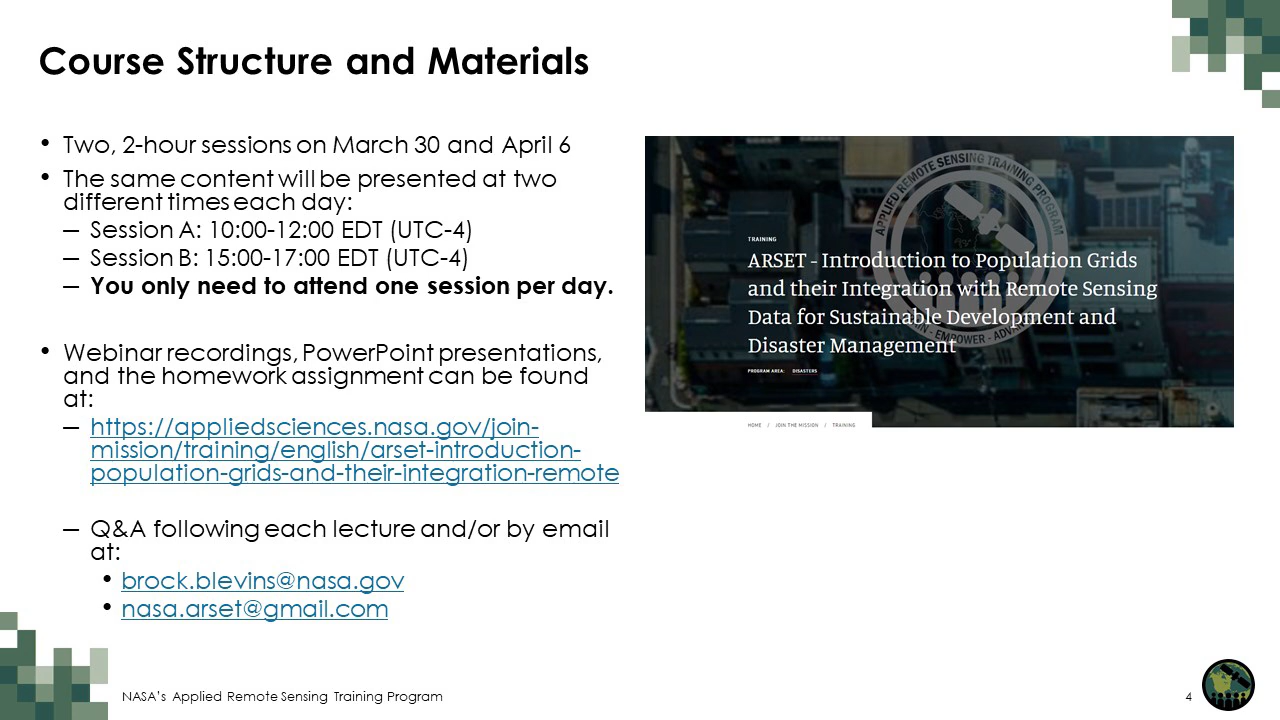 Course Structure and Materials
• Two, 2-hour sessions on March 30 and April 6
• The same content will be presented at two
different times each day:
– Session A: 10:00-12:00 EDT (UTC-4)
– Session B: 15:00-17:00 EDT (UTC-4)
– You only need to attend one session per day.
• Webinar recordings, PowerPoint presentations,
and the homework assignment can be found
at:
– https://appliedsciences.nasa.gov/join-
mission/training/english/arset-introduction-
population-grids-and-their-integration-remote
– Q&A following each lecture and/or by email
at:
• brock.blevins@nasa.gov
• nasa.arset@gmail.com
APPLIED REMOTE SENSING TRAINING PROGRAM
TRAINING
ARSET - Introduction to Population Grids
and their Integration with Remote Sensing
Data for Sustainable Development and
Disaster Management
EMPOWER
PROGRAM AREA: DISASTERS
HOME / JOIN THE MISSION / TRAINING
NASA's Applied Remote Sensing Training Program
4